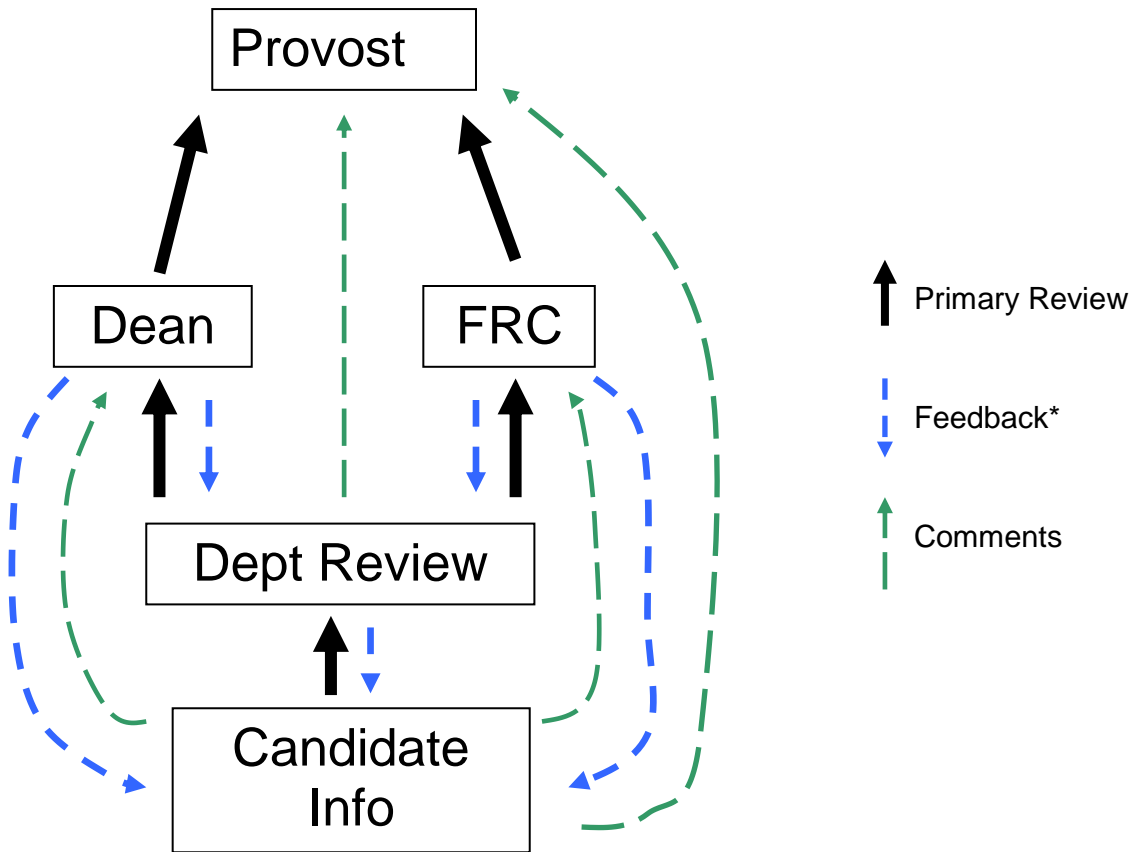 Provost
Dean
FRC
Primary Review
Feedback*
Comments
Dept Review
Candidate
Info